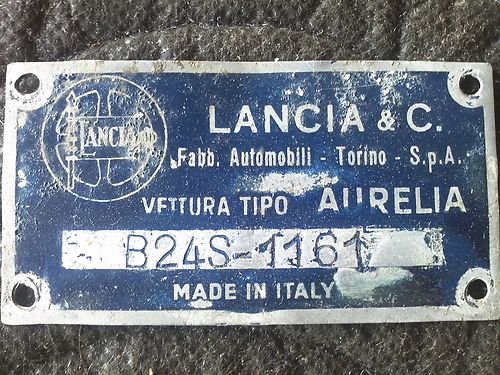 LANCIA
LANCIA & C.
Fabb. Automobili - Torino - S.p.A.
VETTURA TIPO AURELIA
B24S-1161
MADE IN ITALY